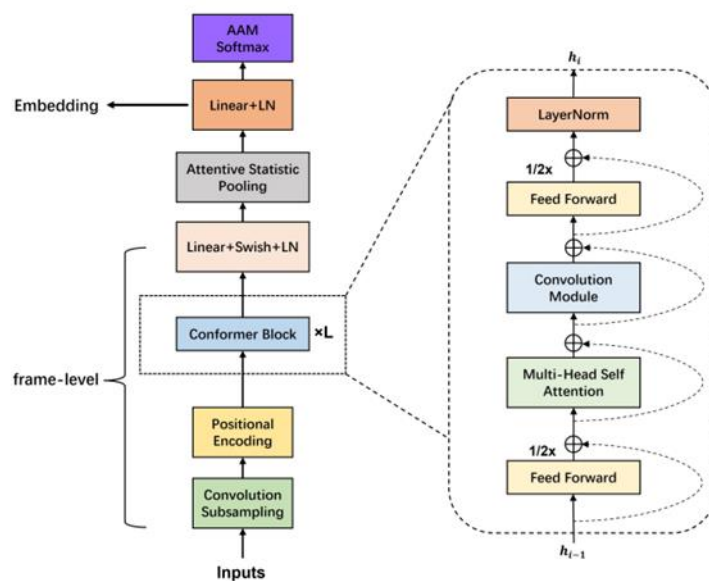 AAM
Softmax
Embedding
Linear+LN
Attentive Statistic
Pooling
Linear+Swish+LN
Conformer Block
×L
frame-level
Positional
Encoding
Convolution
Subsampling
Inputs
h_i
LayerNorm
1/2x
Feed Forward
Convolution
Module
Multi-Head Self
Attention
1/2x
Feed Forward
h_{i-1}